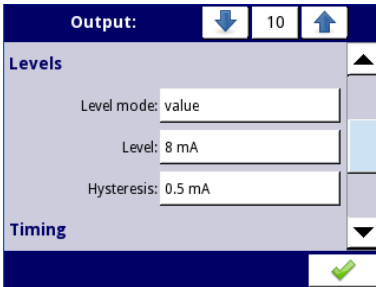 Output: 10
Levels
Level mode: value
Level: 8 mA
Hysteresis: 0.5 mA
Timing